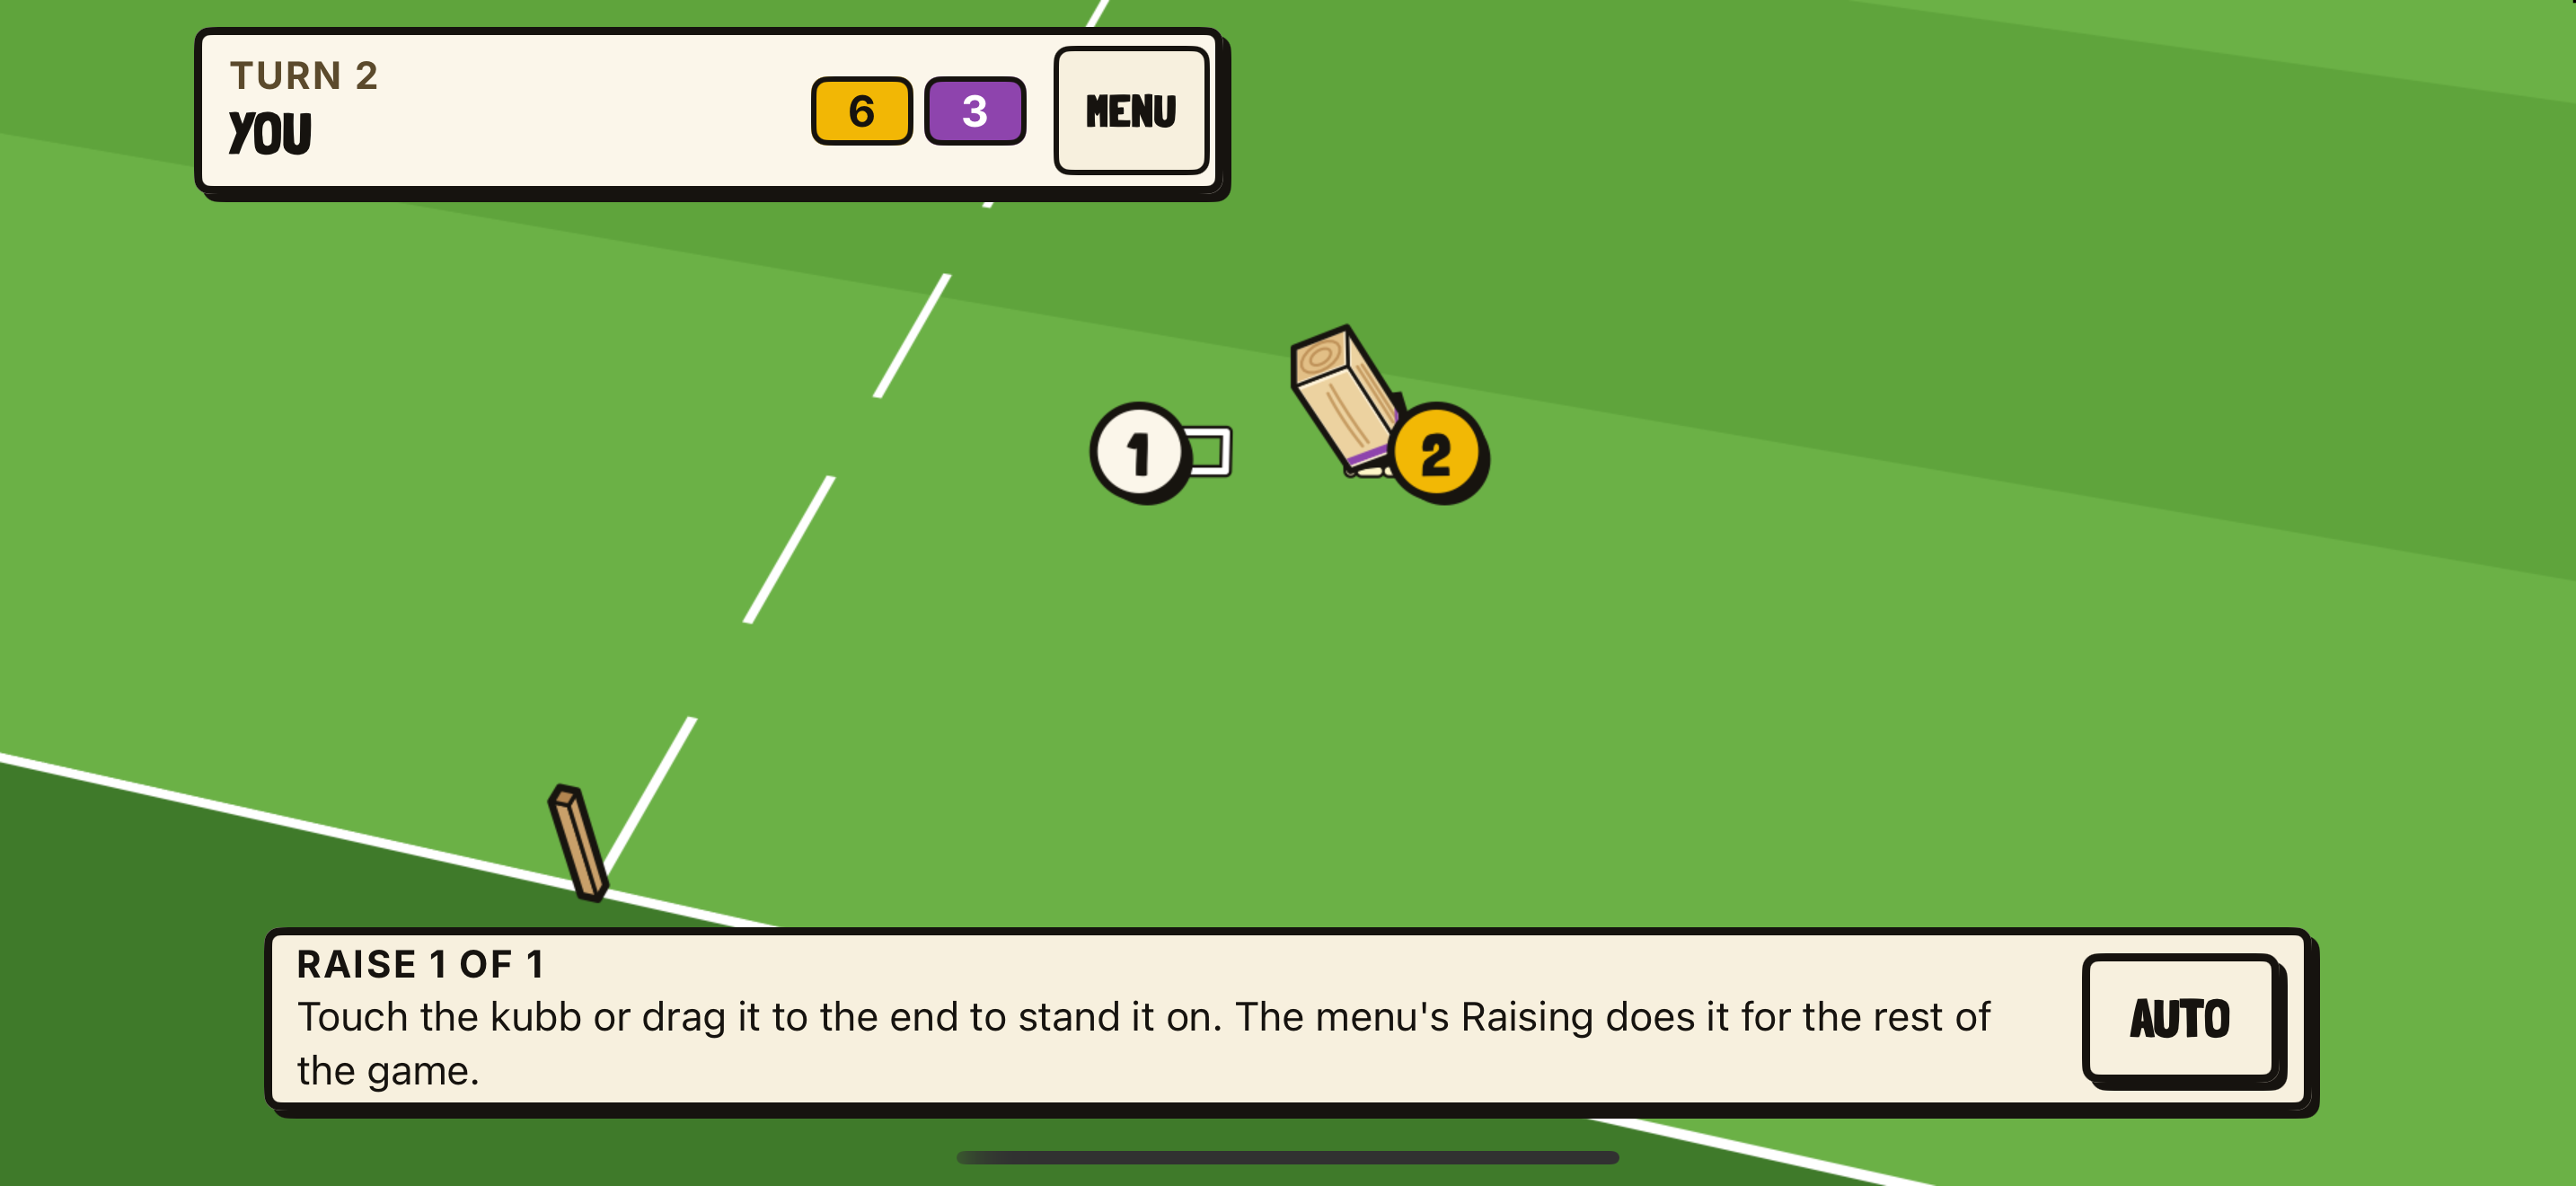 TURN 2
YOU
6 3
MENU
1
2
RAISE 1 OF 1
Touch the kubb or drag it to the end to stand it on. The menu's Raising does it for the rest of
the game.
AUTO